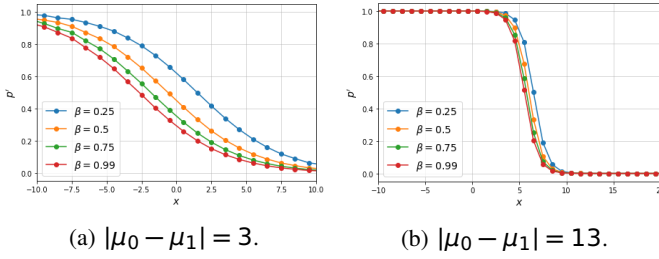 1.0
0.8
0.6
0.4
0.2
0.0
p′
β = 0.25
β = 0.5
β = 0.75
β = 0.99
−10.0 −7.5 −5.0 −2.5 0.0 2.5 5.0 7.5 10.0
x
(a) |μ₀ − μ₁| = 3.
1.0
0.8
0.6
0.4
0.2
0.0
p′
β = 0.25
β = 0.5
β = 0.75
β = 0.99
−10 −5 0 5 10 15
x
(b) |μ₀ − μ₁| = 13.